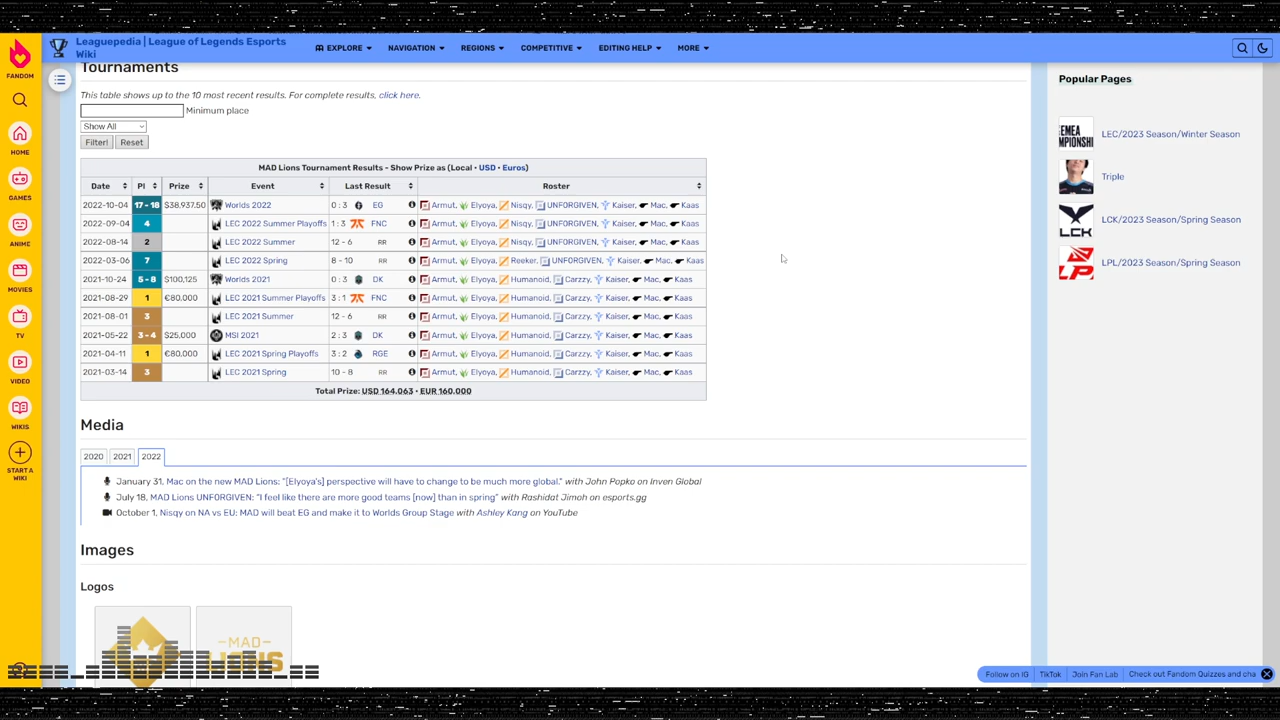 Leaguepedia | League of Legends Esports Wiki
EXPLORE NAVIGATION REGIONS COMPETITIVE EDITING HELP MORE
FANDOM
HOME
GAMES
ANIME
MOVIES
TV
VIDEO
WIKIS
START A WIKI
Tournaments
This table shows up to the 10 most recent results. For complete results, click here.
Minimum place
Show All
Filter! Reset
MAD Lions Tournament Results - Show Prize as (Local • USD • Euros)
Date Pl Prize Event Last Result Roster
2022-10-04 17 - 18 $38,937.50 Worlds 2022 0 : 3 EG Armut, Elyoya, Nisqy, UNFORGIVEN, Kaiser, Mac, Kaas
2022-09-04 4 LEC 2022 Summer Playoffs 1 : 3 FNC Armut, Elyoya, Nisqy, UNFORGIVEN, Kaiser, Mac, Kaas
2022-08-14 2 LEC 2022 Summer 12 - 6 RR Armut, Elyoya, Nisqy, UNFORGIVEN, Kaiser, Mac, Kaas
2022-03-06 7 LEC 2022 Spring 8 - 10 RR Armut, Elyoya, Reeker, UNFORGIVEN, Kaiser, Mac, Kaas
2021-10-24 5 - 8 $100,125 Worlds 2021 0 : 3 DK Armut, Elyoya, Humanoid, Carzzy, Kaiser, Mac, Kaas
2021-08-29 1 €80.000 LEC 2021 Summer Playoffs 3 : 1 FNC Armut, Elyoya, Humanoid, Carzzy, Kaiser, Mac, Kaas
2021-08-01 3 LEC 2021 Summer 12 - 6 RR Armut, Elyoya, Humanoid, Carzzy, Kaiser, Mac, Kaas
2021-05-22 3 - 4 $25,000 MSI 2021 2 : 3 DK Armut, Elyoya, Humanoid, Carzzy, Kaiser, Mac, Kaas
2021-04-11 1 €80.000 LEC 2021 Spring Playoffs 3 : 2 RGE Armut, Elyoya, Humanoid, Carzzy, Kaiser, Mac, Kaas
2021-03-14 3 LEC 2021 Spring 10 - 8 RR Armut, Elyoya, Humanoid, Carzzy, Kaiser, Mac, Kaas
Total Prize: USD 164,063 • EUR 160,000
Media
2020 2021 2022
January 31, Mac on the new MAD Lions: "[Elyoya's] perspective will have to change to be much more global." with John Popko on Inven Global
July 18, MAD Lions UNF0RGIVEN: "I feel like there are more good teams [now] than in spring" with Rashidat Jimoh on esports.gg
October 1, Nisqy on NA vs EU: MAD will beat EG and make it to Worlds Group Stage with Ashley Kang on YouTube
Images
Logos
MAD
LIONS
Popular Pages
EMEA
LEC/2023 Season/Winter Season
Triple
LCK
LCK/2023 Season/Spring Season
LPL/2023 Season/Spring Season
Follow on IG TikTok Join Fan Lab Check out Fandom Quizzes and cha